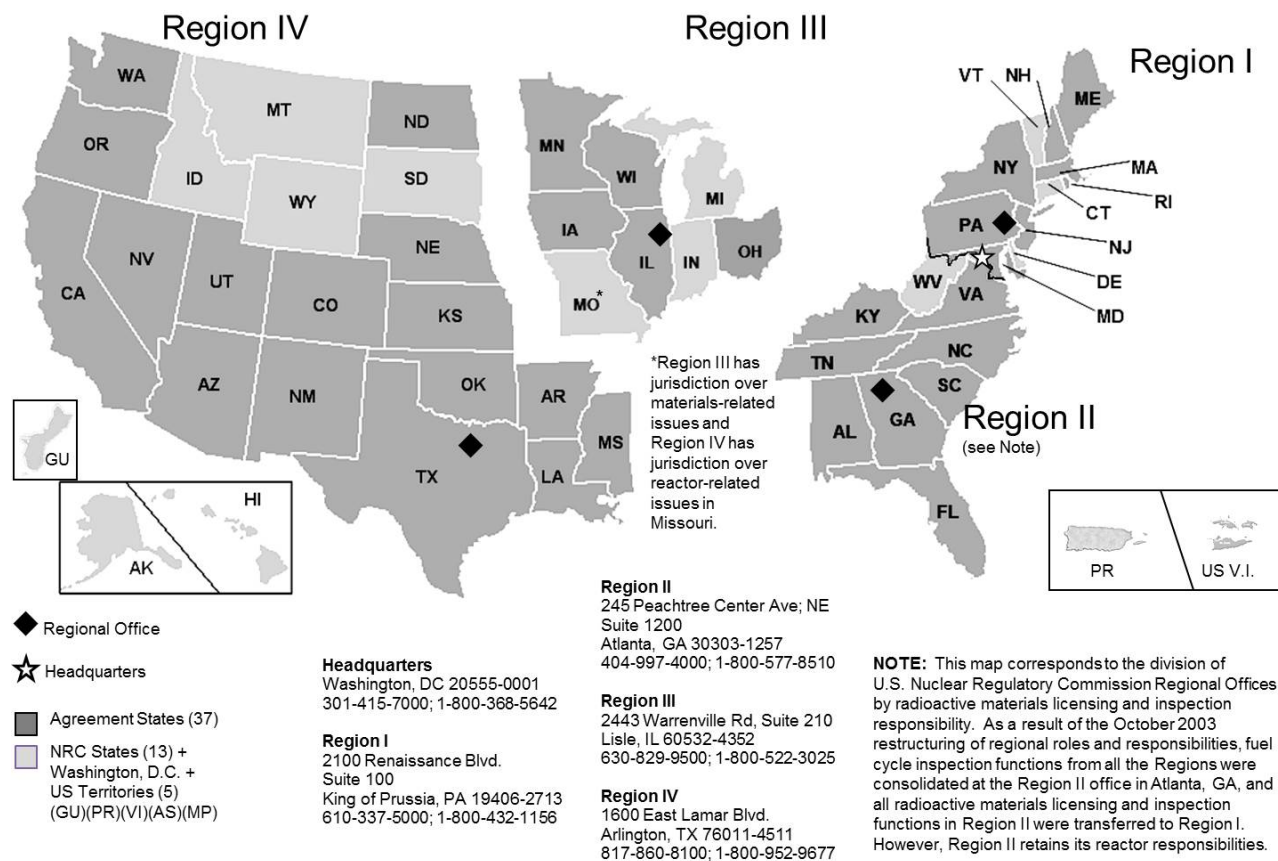 Region IV
Region III
Region I
WA
MT
ND
OR
ID
SD
WY
NE
NV
UT
CA
CO
KS
AZ
NM
OK
TX
AR
LA
MS
MN
WI
MI
IA
IL
IN
OH
MO*
VT
NH
ME
NY
MA
RI
CT
PA
NJ
DE
MD
WV
VA
KY
TN
NC
SC
AL
GA
FL
Region II
(see Note)
*Region III has
jurisdiction over
materials-related
issues and
Region IV has
jurisdiction over
reactor-related
issues in
Missouri.
GU
HI
AK
PR
US V.I.
Regional Office
Headquarters
Agreement States (37)
NRC States (13) +
Washington, D.C. +
US Territories (5)
(GU)(PR)(VI)(AS)(MP)
Headquarters
Washington, DC 20555-0001
301-415-7000; 1-800-368-5642
Region I
2100 Renaissance Blvd.
Suite 100
King of Prussia, PA 19406-2713
610-337-5000; 1-800-432-1156
Region II
245 Peachtree Center Ave; NE
Suite 1200
Atlanta, GA 30303-1257
404-997-4000; 1-800-577-8510
Region III
2443 Warrenville Rd, Suite 210
Lisle, IL 60532-4352
630-829-9500; 1-800-522-3025
Region IV
1600 East Lamar Blvd.
Arlington, TX 76011-4511
817-860-8100; 1-800-952-9677
NOTE: This map corresponds to the division of
U.S. Nuclear Regulatory Commission Regional Offices
by radioactive materials licensing and inspection
responsibility. As a result of the October 2003
restructuring of regional roles and responsibilities, fuel
cycle inspection functions from all the Regions were
consolidated at the Region II office in Atlanta, GA, and
all radioactive materials licensing and inspection
functions in Region II were transferred to Region I.
However, Region II retains its reactor responsibilities.